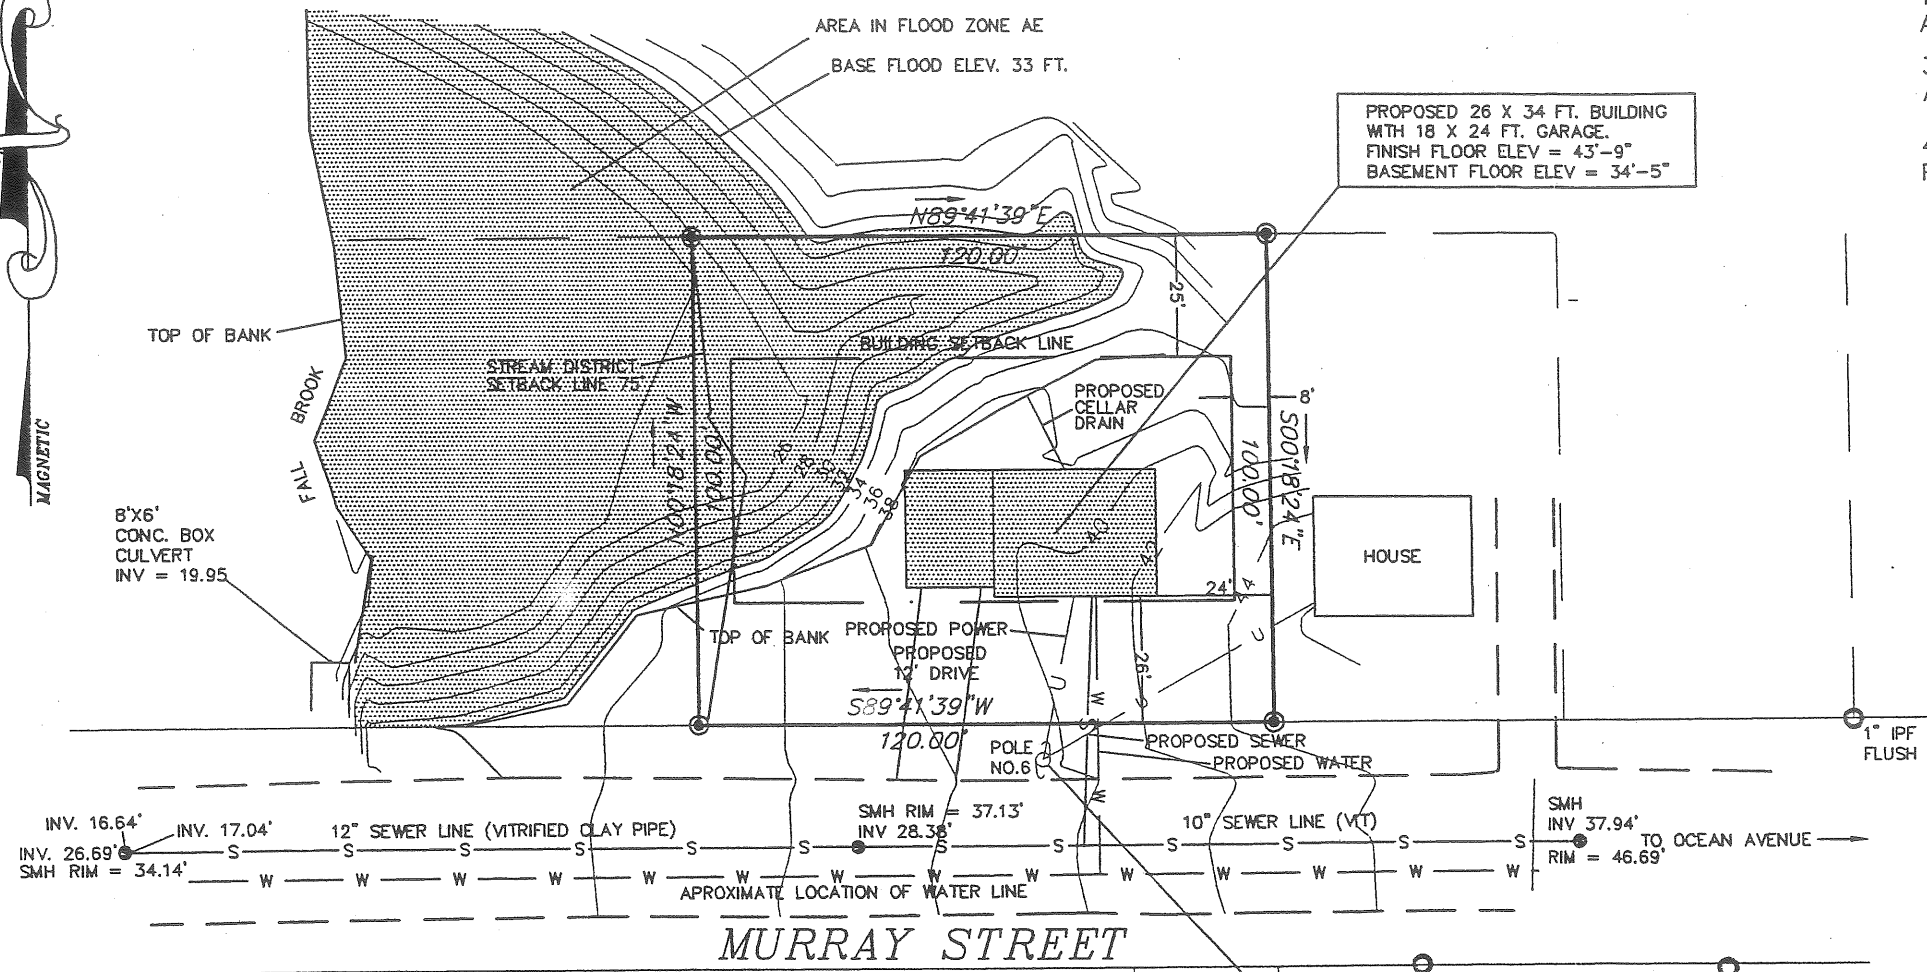 AREA IN FLOOD ZONE AE
BASE FLOOD ELEV. 33 FT.
PROPOSED 26 X 34 FT. BUILDING
WITH 18 X 24 FT. GARAGE.
FINISH FLOOR ELEV = 43'-9"
BASEMENT FLOOR ELEV = 34'-5"
N89°41'39"E
120.00'
25'
TOP OF BANK
BUILDING SETBACK LINE
STREAM DISTRICT
SETBACK LINE 75'
FALL BROOK
MAGNETIC
N00°18'24"W
100.00'
PROPOSED
CELLAR
DRAIN
8'
S00°18'24"E
100.00'
26
28
30
32
34
36
38
40
42
44
8'X6'
CONC. BOX
CULVERT
INV = 19.95
HOUSE
24'
TOP OF BANK
PROPOSED POWER
PROPOSED
12' DRIVE
26'
S89°41'39"W
120.00'
POLE
NO.6
PROPOSED SEWER
PROPOSED WATER
1" IPF
FLUSH
INV. 16.64'
INV. 17.04'
INV. 26.69'
SMH RIM = 34.14'
12" SEWER LINE (VITRIFIED CLAY PIPE)
SMH RIM = 37.13'
INV 28.38'
10" SEWER LINE (VIT)
SMH
INV 37.94'
RIM = 46.69'
TO OCEAN AVENUE
S S S S S S S S S S S S
W W W W W W W W W W W W W W
APROXIMATE LOCATION OF WATER LINE
MURRAY STREET